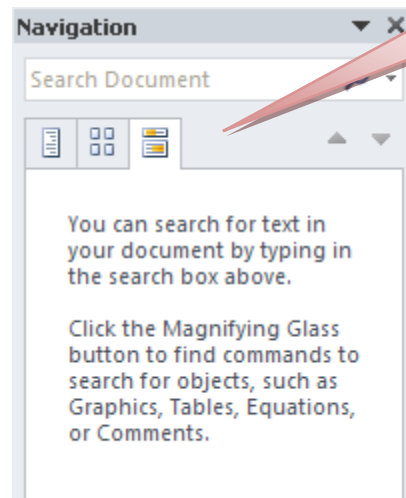 Navigation
Search Document
You can search for text in
your document by typing in
the search box above.
Click the Magnifying Glass
button to find commands to
search for objects, such as
Graphics, Tables, Equations,
or Comments.